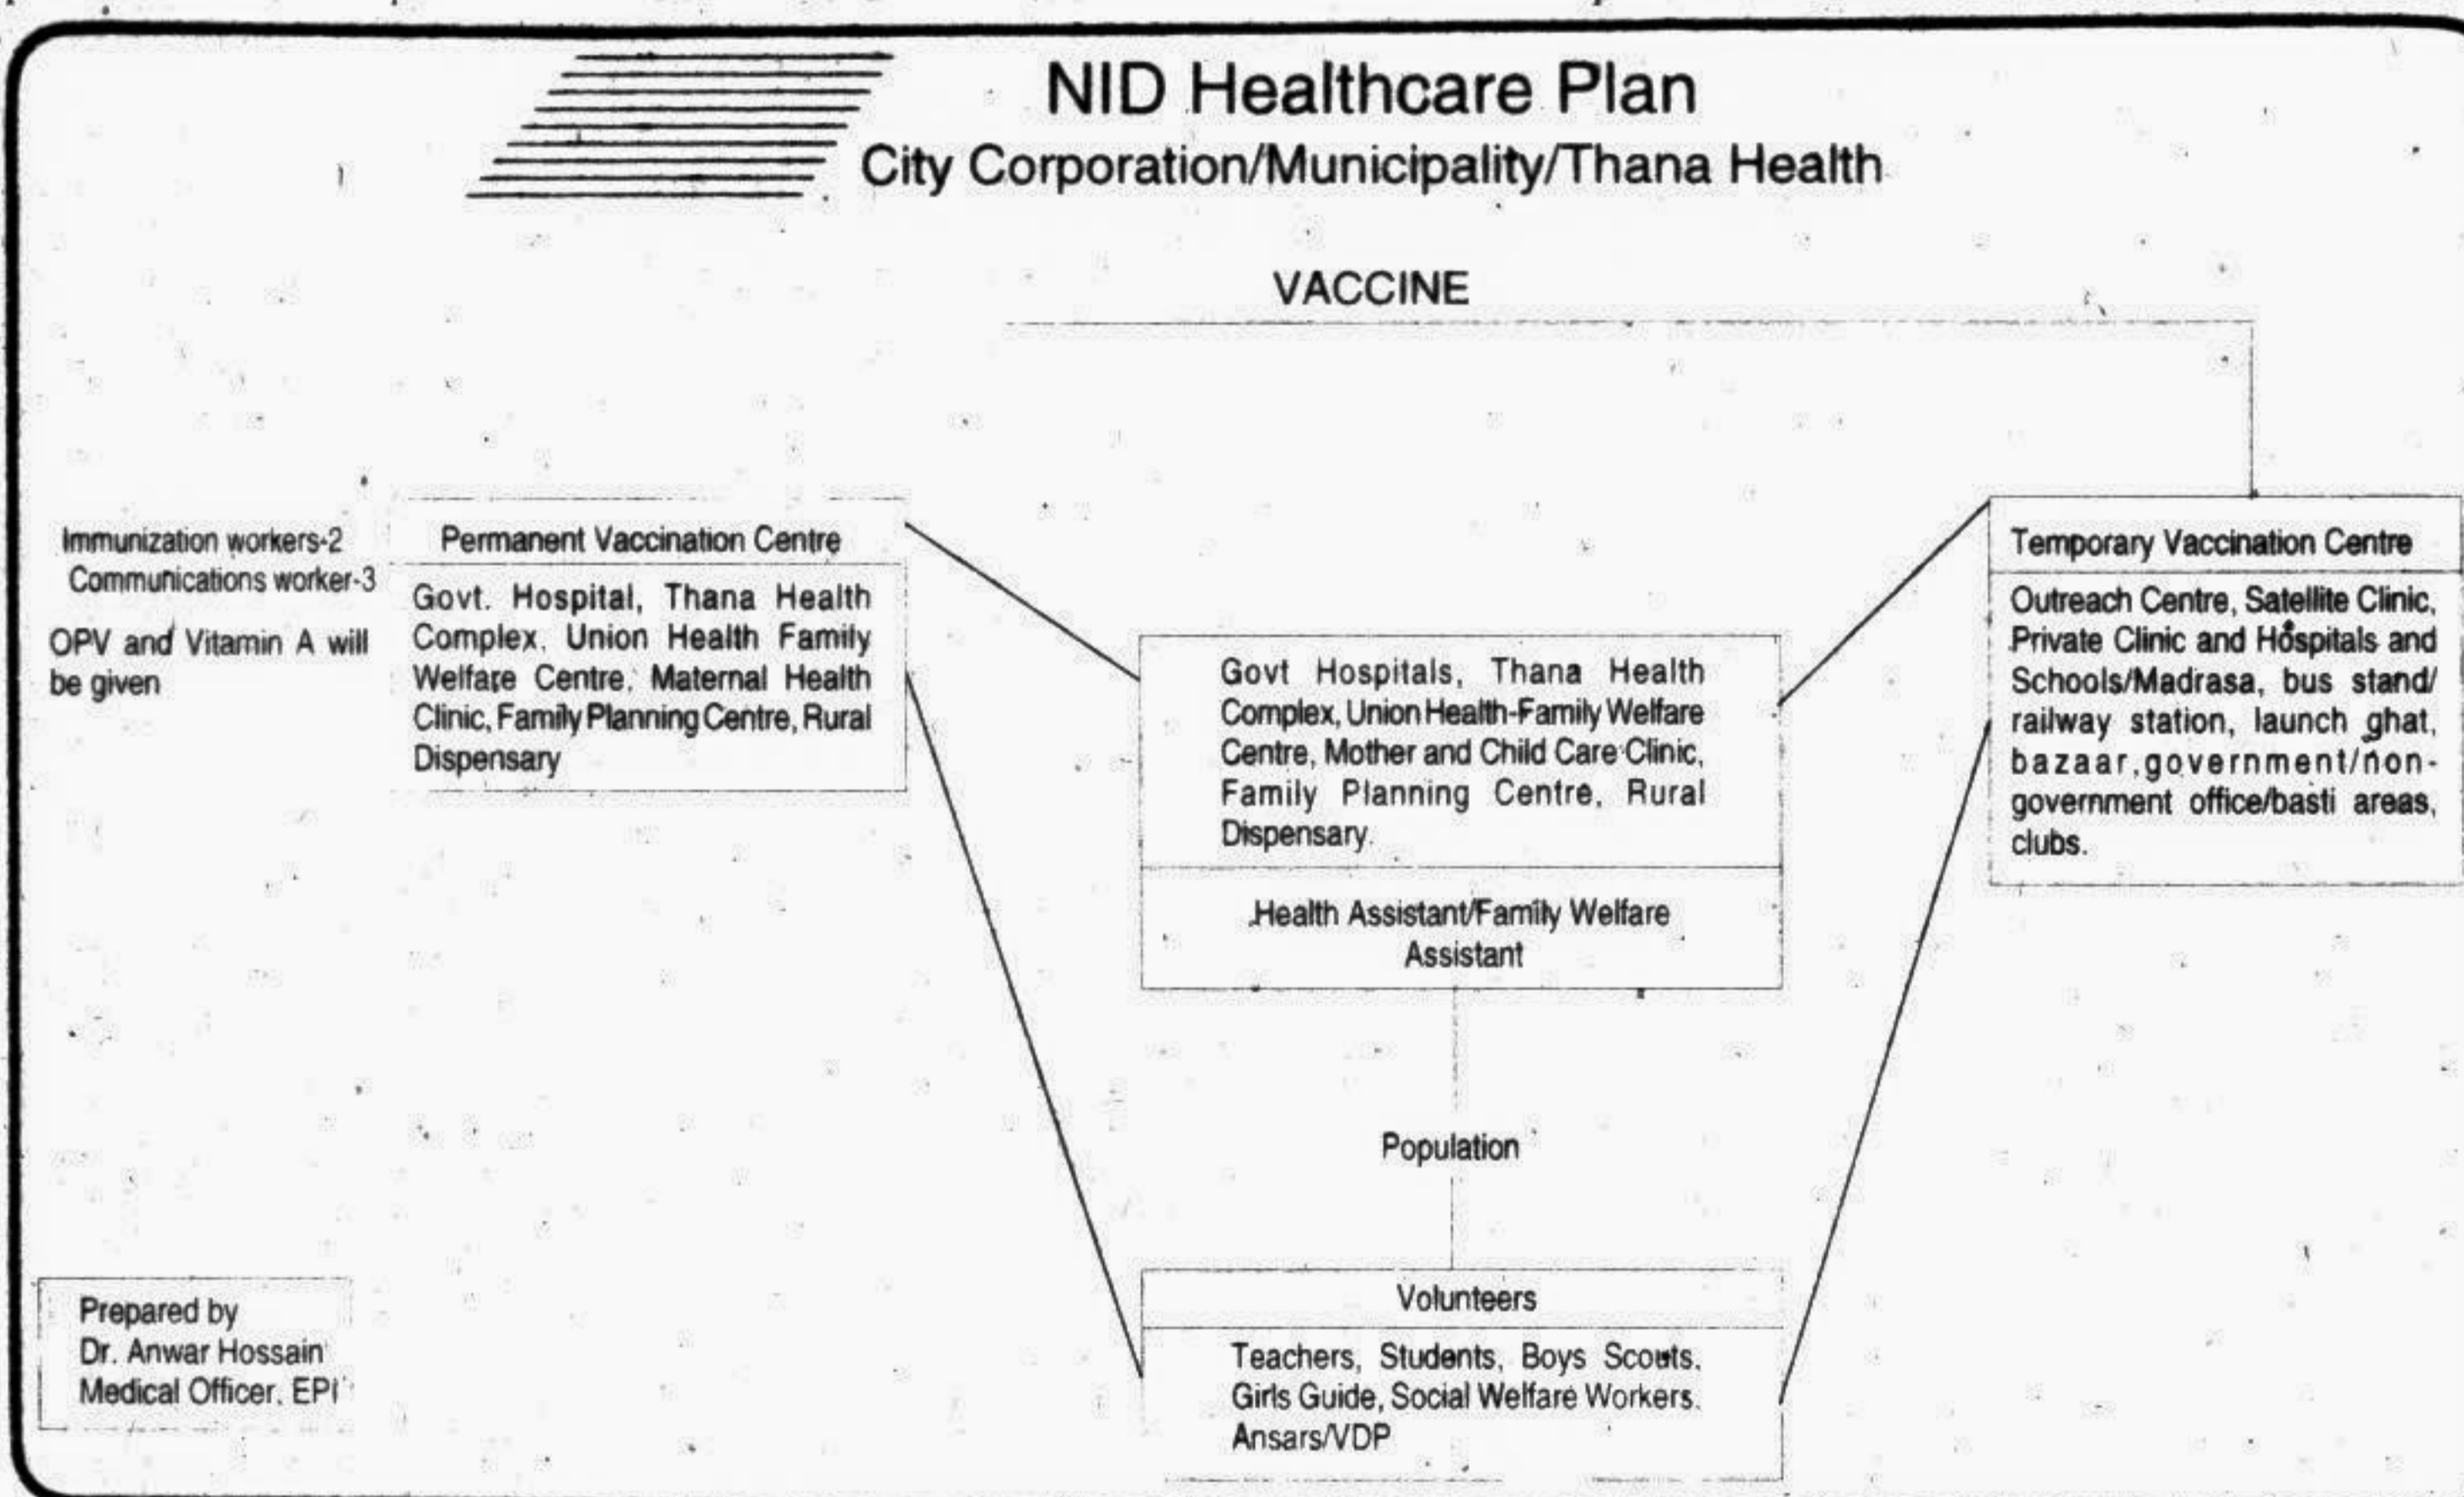 NID Healthcare Plan
City Corporation/Municipality/Thana Health
VACCINE
Immunization workers-2
Communications worker-3
OPV and Vitamin A will
be given
Permanent Vaccination Centre
Govt. Hospital, Thana Health
Complex, Union Health Family
Welfare Centre, Maternal Health
Clinic, Family Planning Centre, Rural
Dispensary
Govt Hospitals, Thana Health
Complex, Union Health-Family Welfare
Centre, Mother and Child Care Clinic,
Family Planning Centre, Rural
Dispensary.
Health Assistant/Family Welfare
Assistant
Temporary Vaccination Centre
Outreach Centre, Satellite Clinic,
Private Clinic and Hospitals and
Schools/Madrasa, bus stand/
railway station, launch ghat,
bazaar,government/non-
government office/basti areas,
clubs.
Population
Volunteers
Teachers, Students, Boys Scouts,
Girls Guide, Social Welfare Workers,
Ansars/VDP
Prepared by
Dr. Anwar Hossain
Medical Officer, EPI